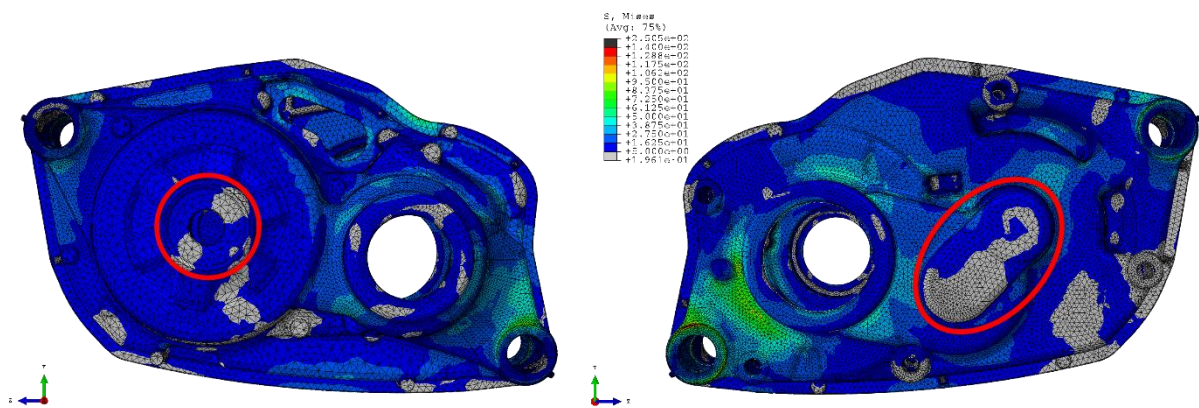 S, Mises
(Avg: 75%)
+2.505e+02
+1.400e+02
+1.288e+02
+1.175e+02
+1.062e+02
+9.500e+01
+8.375e+01
+7.250e+01
+6.125e+01
+5.000e+01
+3.875e+01
+2.750e+01
+1.625e+01
+5.000e+00
+1.961e-01
Y
Z
Y
Z